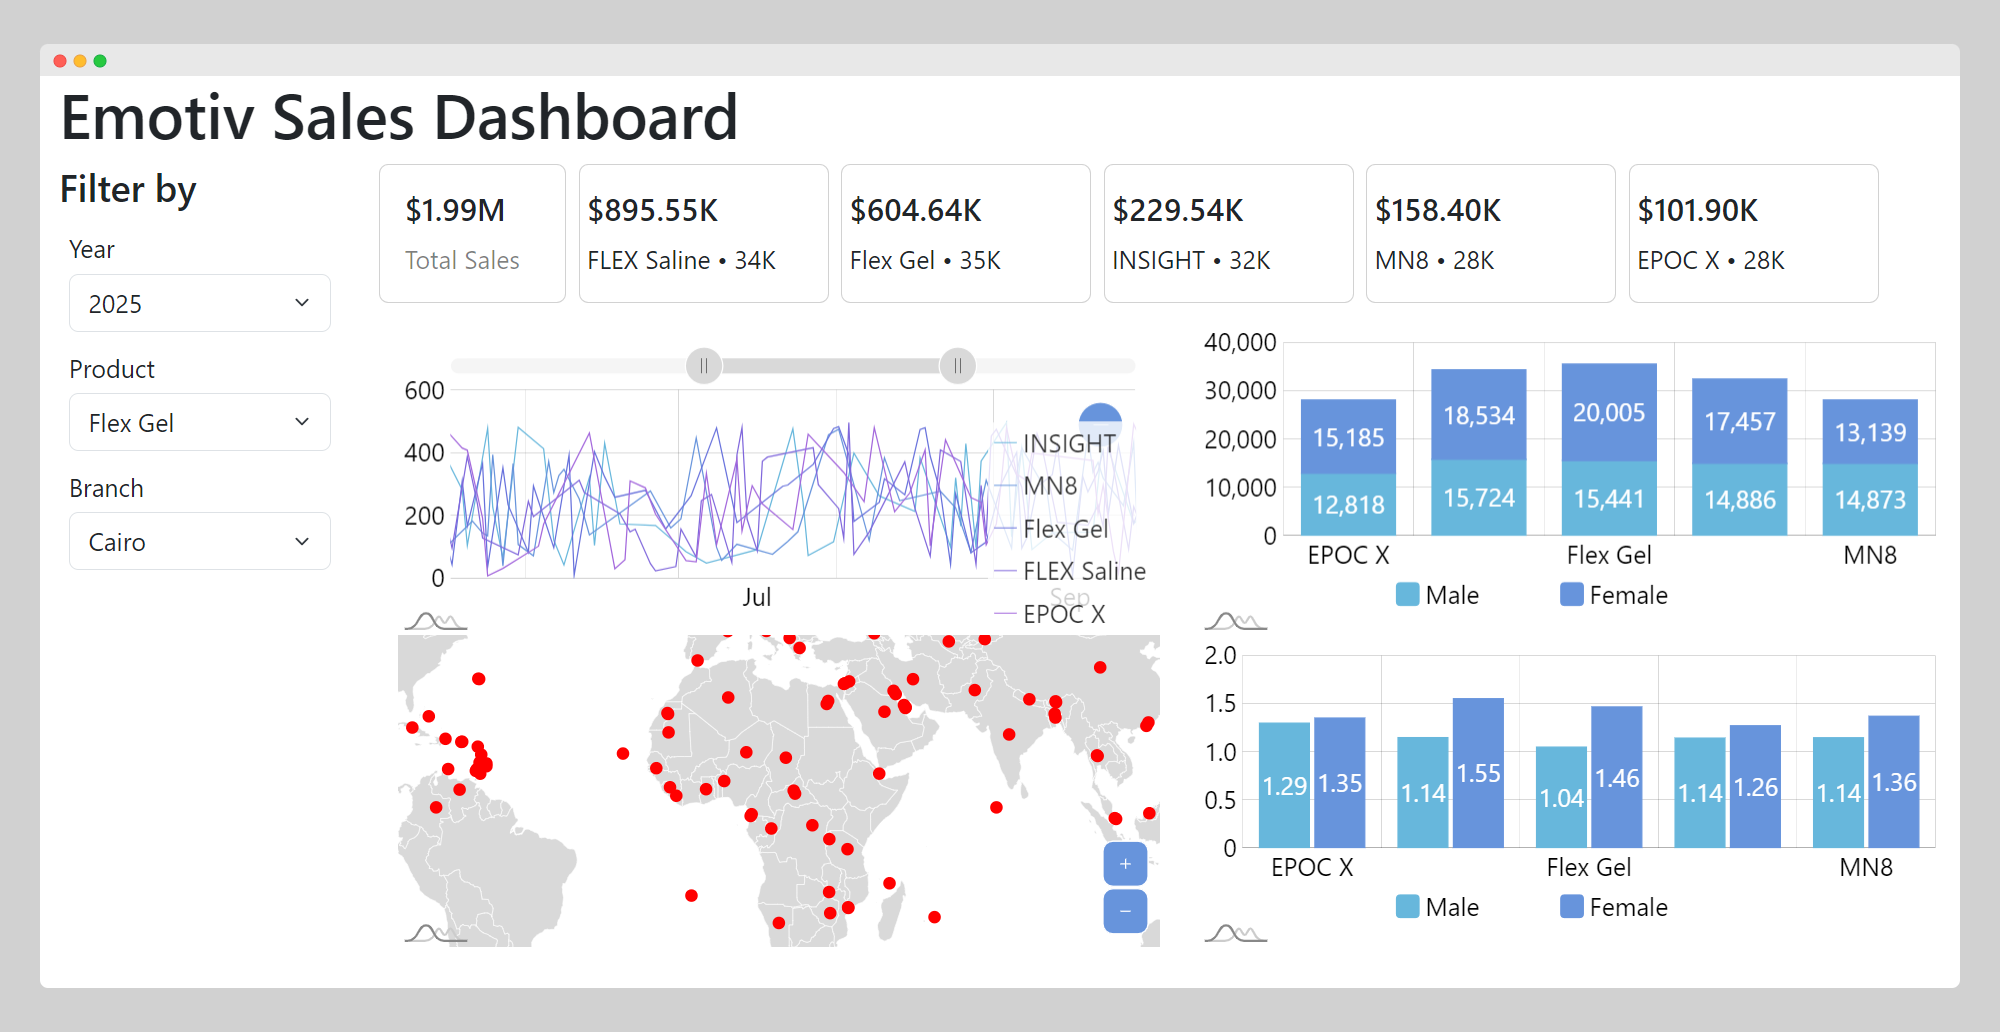 Emotiv Sales Dashboard
Filter by
Year
2025
Product
Flex Gel
Branch
Cairo
$1.99M
Total Sales
$895.55K
FLEX Saline • 34K
$604.64K
Flex Gel • 35K
$229.54K
INSIGHT • 32K
$158.40K
MN8 • 28K
$101.90K
EPOC X • 28K
600
400
200
0
Jul
Sep
INSIGHT
MN8
Flex Gel
FLEX Saline
EPOC X
40,000
30,000
20,000
10,000
0
15,185
12,818
18,534
15,724
20,005
15,441
17,457
14,886
13,139
14,873
EPOC X
Flex Gel
MN8
Male
Female
+
−
2.0
1.5
1.0
0.5
0
1.29
1.35
1.14
1.55
1.04
1.46
1.14
1.26
1.14
1.36
EPOC X
Flex Gel
MN8
Male
Female